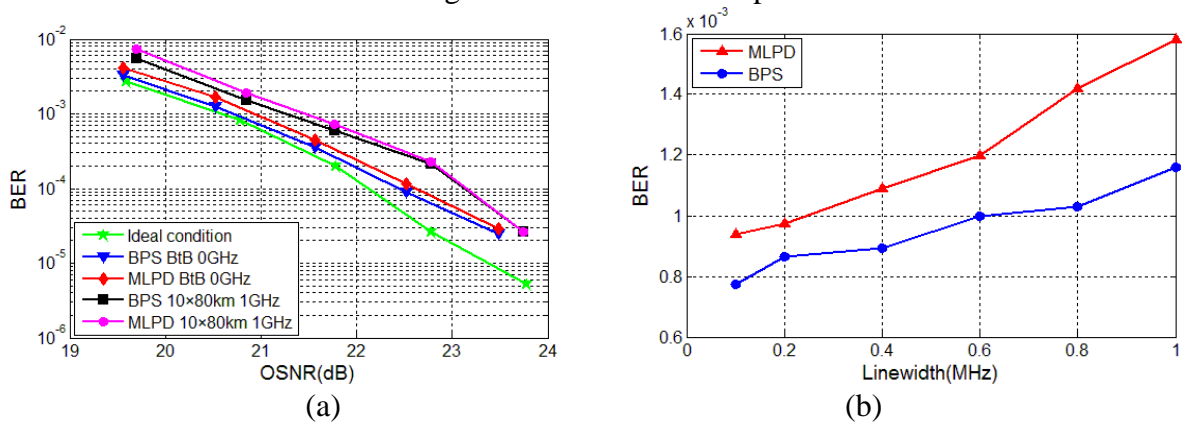 10^-2
10^-3
10^-4
10^-5
10^-6
BER
19 20 21 22 23 24
OSNR(dB)
Ideal condition
BPS BtB 0GHz
MLPD BtB 0GHz
BPS 10×80km 1GHz
MLPD 10×80km 1GHz
(a)
x 10^-3
1.6
1.4
1.2
1
0.8
0.6
BER
0 0.2 0.4 0.6 0.8 1
Linewidth(MHz)
MLPD
BPS
(b)